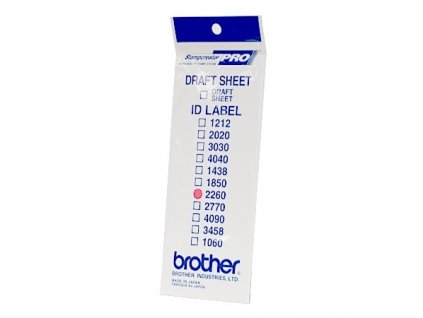 Stampcreator PRO
DRAFT SHEET
DRAFT
SHEET
ID LABEL
1212
2020
3030
4040
1438
1850
2260
2770
4090
3458
1060
brother
BROTHER INDUSTRIES, LTD.
MADE IN JAPAN